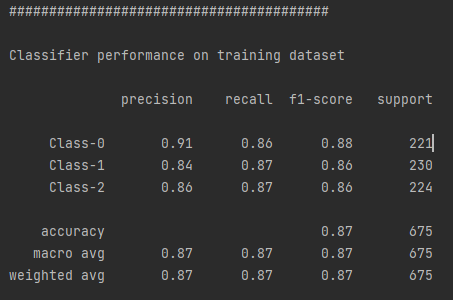 ########################################
Classifier performance on training dataset
precision recall f1-score support
Class-0 0.91 0.86 0.88 221
Class-1 0.84 0.87 0.86 230
Class-2 0.86 0.87 0.86 224
accuracy 0.87 675
macro avg 0.87 0.87 0.87 675
weighted avg 0.87 0.87 0.87 675